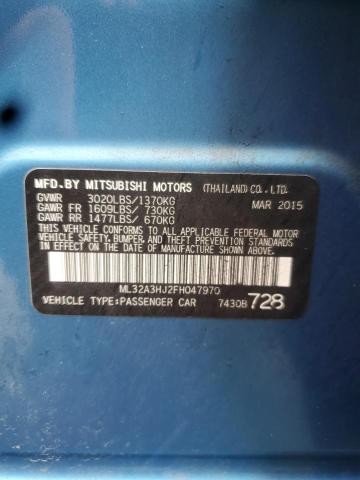 MFD.BY MITSUBISHI MOTORS (THAILAND) CO., LTD.
GVWR 3020LBS/1370KG MAR 2015
GAWR FR 1609LBS/ 730KG
GAWR RR 1477LBS/ 670KG
THIS VEHICLE CONFORMS TO ALL APPLICABLE FEDERAL
MOTOR VEHICLE SAFETY, BUMPER, AND THEFT PREVENTION
STANDARDS IN EFFECT ON THE DATE OF MANUFACTURE SHOWN ABOVE.
ML32A3HJ2FH047970
VEHICLE TYPE:PASSENGER CAR 7430B 728